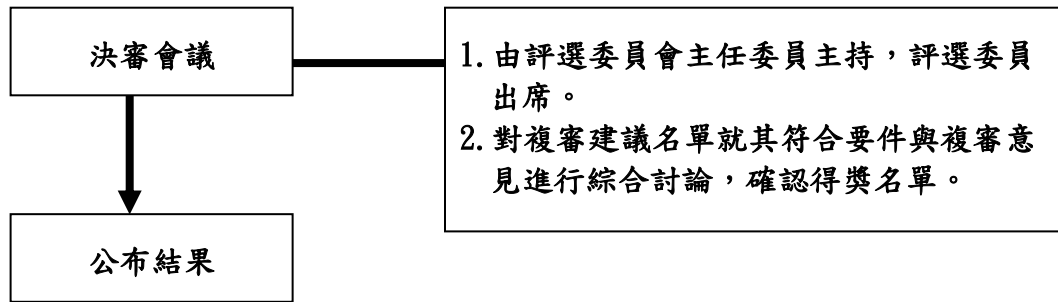 決審會議
1. 由評選委員會主任委員主持，評選委員
出席。
2. 對複審建議名單就其符合要件與複審意
見進行綜合討論，確認得獎名單。
公布結果